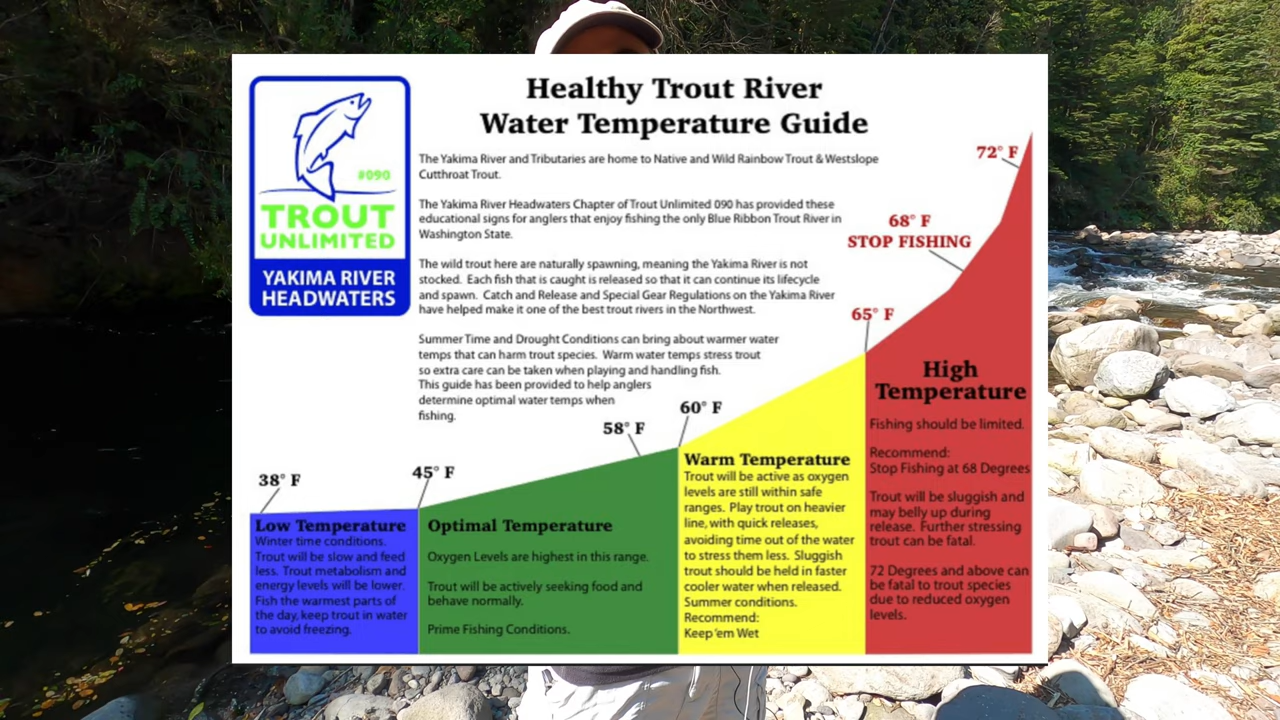 Healthy Trout River
Water Temperature Guide
#090
TROUT
UNLIMITED
YAKIMA RIVER
HEADWATERS
The Yakima River and Tributaries are home to Native and Wild Rainbow Trout & Westslope
Cutthroat Trout.
The Yakima River Headwaters Chapter of Trout Unlimited 090 has provided these
educational signs for anglers that enjoy fishing the only Blue Ribbon Trout River in
Washington State.
The wild trout here are naturally spawning, meaning the Yakima River is not
stocked. Each fish that is caught is released so that it can continue its lifecycle
and spawn. Catch and Release and Special Gear Regulations on the Yakima River
have helped make it one of the best trout rivers in the Northwest.
Summer Time and Drought Conditions can bring about warmer water
temps that can harm trout species. Warm water temps stress trout
so extra care can be taken when playing and handling fish.
This guide has been provided to help anglers
determine optimal water temps when
fishing.
38° F
45° F
58° F
60° F
65° F
68° F
STOP FISHING
72° F
Low Temperature
Winter time conditions.
Trout will be slow and feed
less. Trout metabolism and
energy levels will be lower.
Fish the warmest parts of
the day, keep trout in water
to avoid freezing.
Optimal Temperature
Oxygen Levels are highest in this range.
Trout will be actively seeking food and
behave normally.
Prime Fishing Conditions.
Warm Temperature
Trout will be active as oxygen
levels are still within safe
ranges. Play trout on heavier
line, with quick releases,
avoiding time out of the water
to stress them less. Sluggish
trout should be held in faster
cooler water when released.
Summer conditions.
Recommend:
Keep 'em Wet
High
Temperature
Fishing should be limited.
Recommend:
Stop Fishing at 68 Degrees
Trout will be sluggish and
may belly up during
release. Further stressing
trout can be fatal.
72 Degrees and above can
be fatal to trout species
due to reduced oxygen
levels.